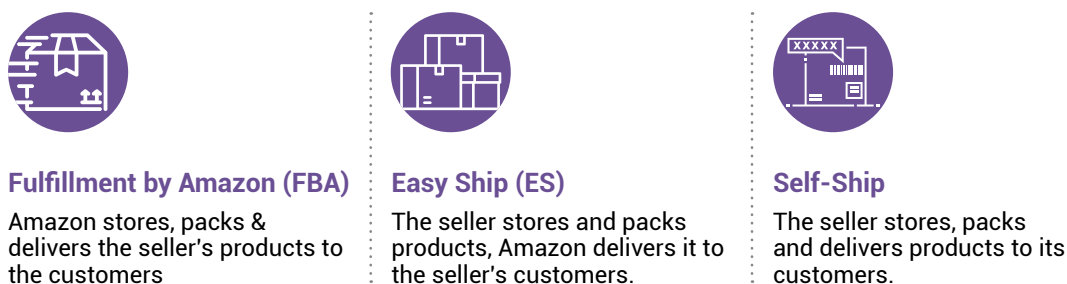 XXXXX
Fulfillment by Amazon (FBA)
Amazon stores, packs &
delivers the seller's products to
the customers
Easy Ship (ES)
The seller stores and packs
products, Amazon delivers it to
the seller's customers.
Self-Ship
The seller stores, packs
and delivers products to its
customers.